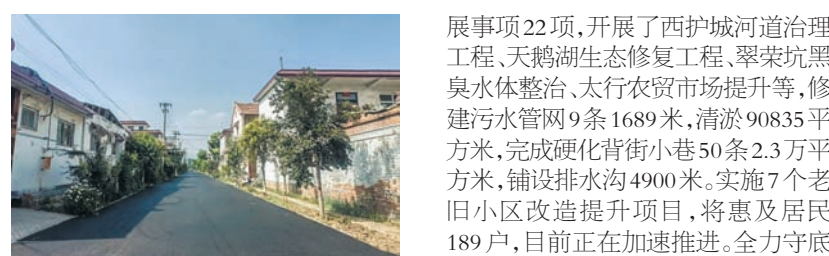 展事项22项,开展了西护城河道治理
工程、天鹅湖生态修复工程、翠荣坑黑
臭水体整治、太行农贸市场提升等,修
建污水管网9条1689米,清淤90835平
方米,完成硬化背街小巷50条2.3万平
方米,铺设排水沟4900米。实施7个老
旧小区改造提升项目,将惠及居民
189户,目前正在加速推进。全力守底